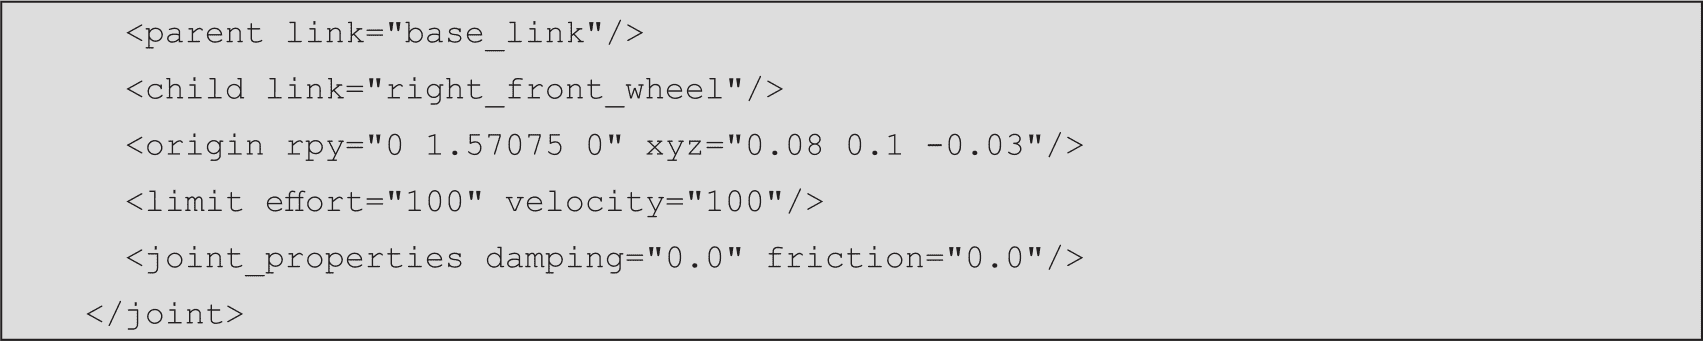 <parent link="base_link"/>
<child link="right_front_wheel"/>
<origin rpy="0 1.57075 0" xyz="0.08 0.1 -0.03"/>
<limit effort="100" velocity="100"/>
<joint_properties damping="0.0" friction="0.0"/>
</joint>